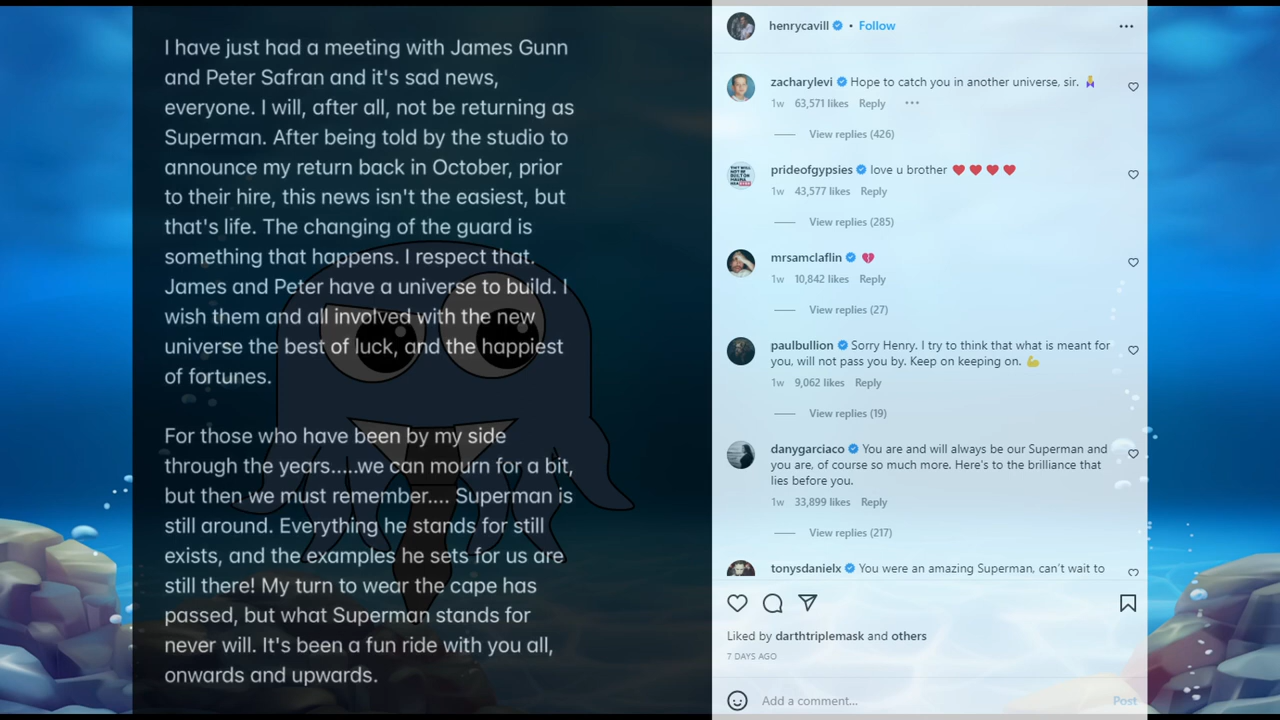 I have just had a meeting with James Gunn
and Peter Safran and it's sad news,
everyone. I will, after all, not be returning as
Superman. After being told by the studio to
announce my return back in October, prior
to their hire, this news isn't the easiest, but
that's life. The changing of the guard is
something that happens. I respect that.
James and Peter have a universe to build. I
wish them and all involved with the new
universe the best of luck, and the happiest
of fortunes.
For those who have been by my side
through the years.....we can mourn for a bit,
but then we must remember.... Superman is
still around. Everything he stands for still
exists, and the examples he sets for us are
still there! My turn to wear the cape has
passed, but what Superman stands for
never will. It's been a fun ride with you all,
onwards and upwards.
henrycavill • Follow
zacharylevi Hope to catch you in another universe, sir.
1w 63,571 likes Reply
View replies (426)
prideofgypsies love u brother ❤️ ❤️ ❤️ ❤️
1w 43,577 likes Reply
View replies (285)
mrsamclaflin 💔
1w 10,842 likes Reply
View replies (27)
paulbullion Sorry Henry. I try to think that what is meant for
you, will not pass you by. Keep on keeping on. 💪
1w 9,062 likes Reply
View replies (19)
danygarciaco You are and will always be our Superman and
you are, of course so much more. Here's to the brilliance that
lies before you.
1w 33,899 likes Reply
View replies (217)
tonysdanielx You were an amazing Superman, can't wait to
Liked by darthtriplemask and others
7 DAYS AGO
Add a comment...
Post